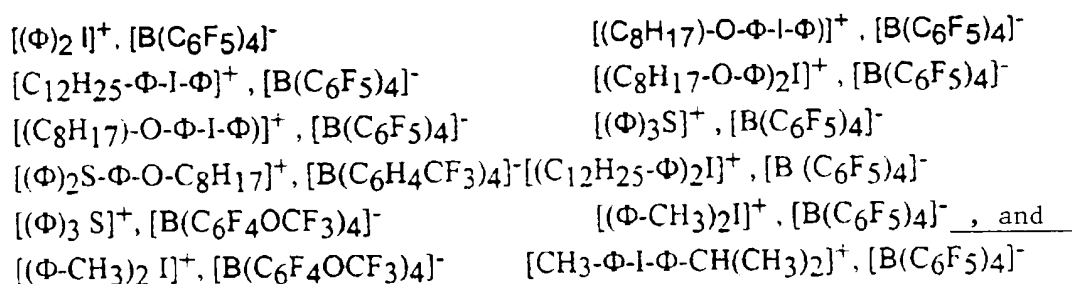 [(Φ)2 I]+, [B(C6F5)4]- [(C8H17)-O-Φ-I-Φ)]+, [B(C6F5)4]-
[C12H25-Φ-I-Φ]+ , [B(C6F5)4]- [(C8H17-O-Φ)2I]+, [B(C6F5)4]-
[(C8H17)-O-Φ-I-Φ)]+ , [B(C6F5)4]- [(Φ)3S]+, [B(C6F5)4]-
[(Φ)2S-Φ-O-C8H17]+, [B(C6H4CF3)4]-[(C12H25-Φ)2I]+, [B (C6F5)4]-
[(Φ)3 S]+, [B(C6F4OCF3)4]- [(Φ-CH3)2I]+, [B(C6F5)4]- , and
[(Φ-CH3)2 I]+, [B(C6F4OCF3)4]- [CH3-Φ-I-Φ-CH(CH3)2]+, [B(C6F5)4]-